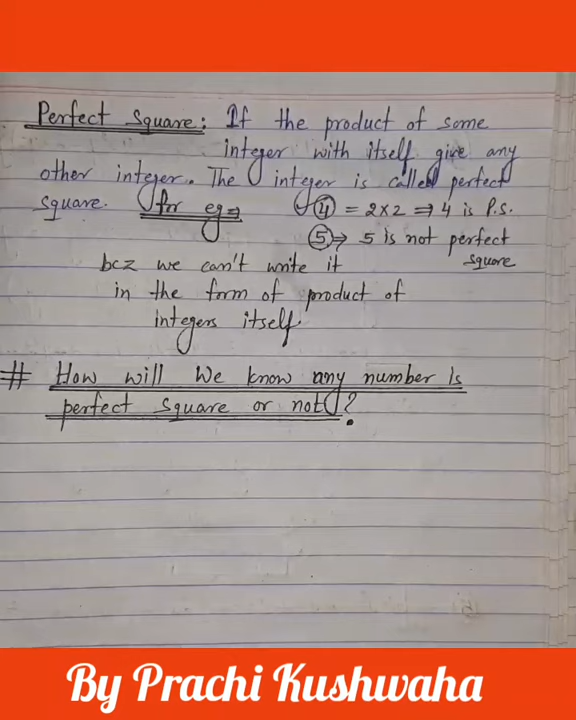 Perfect Square: If the product of some
integer with itself give any
other integer. The integer is called perfect
square. for eg⇒ 4 = 2×2 ⇒ 4 is P.S.
5 ⇒ 5 is not perfect
square
bcz we can't write it
in the form of product of
integers itself
# How will We know any number is
perfect square or not?
By Prachi Kushwaha